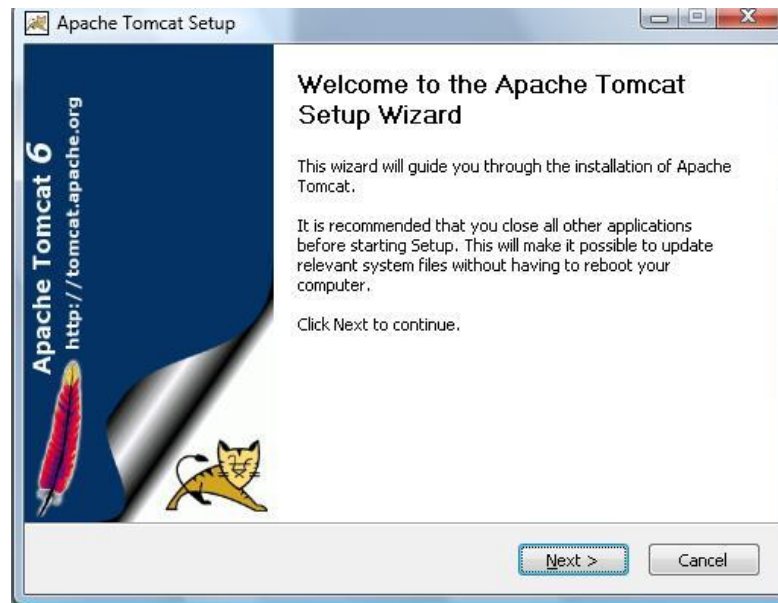 Apache Tomcat Setup
Apache Tomcat 6
http://tomcat.apache.org
Welcome to the Apache Tomcat
Setup Wizard
This wizard will guide you through the installation of Apache
Tomcat.
It is recommended that you close all other applications
before starting Setup. This will make it possible to update
relevant system files without having to reboot your
computer.
Click Next to continue.
Next >
Cancel